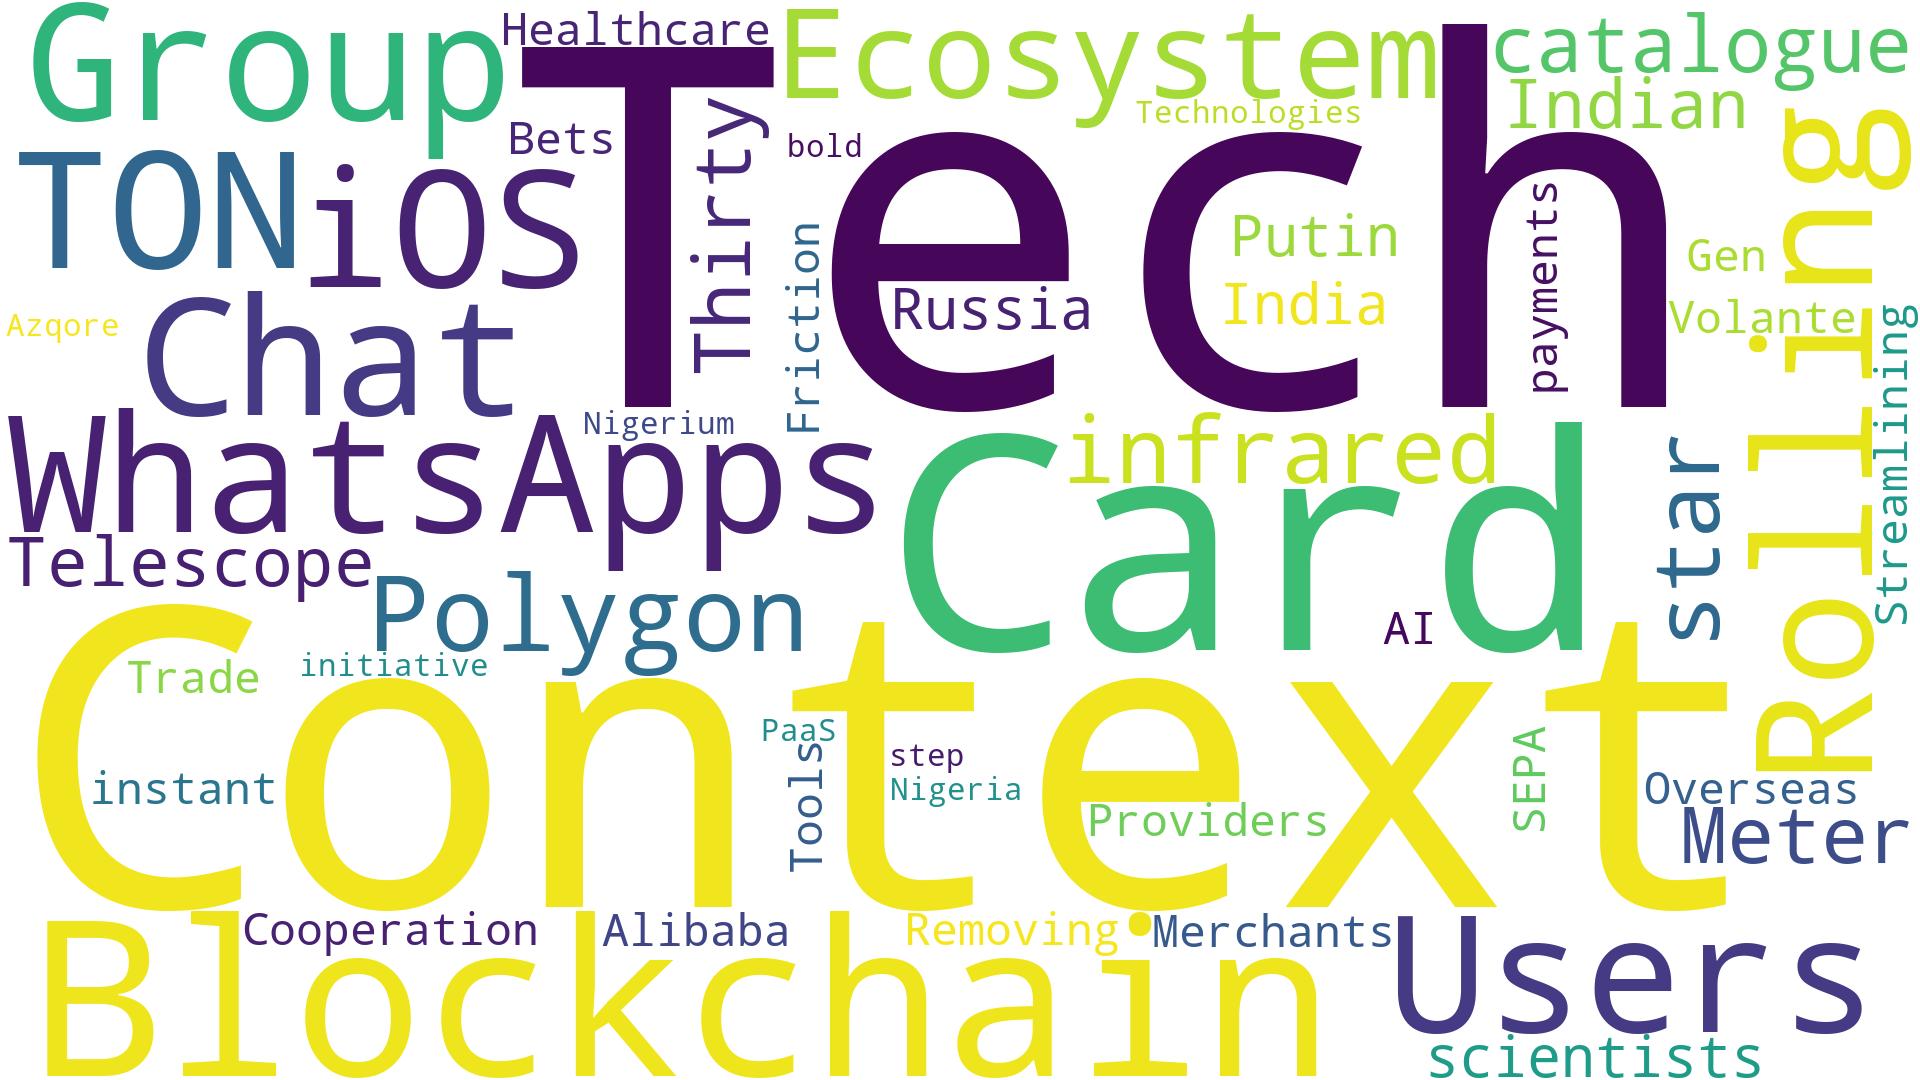 Group
Healthcare
Ecosystem
catalogue
Technologies
Indian
Bets
bold
Tech
Thirty
TON
iOS
Rolling
payments
Putin
Friction
Gen
Russia
India
Azqore
Chat
Volante
Streamlining
WhatsApps
Nigerium
infrared
Card
star
Telescope
Polygon
AI
Trade
initiative
Context
PaaS
Tools
step
SEPA
instant
Nigeria
Overseas
Providers
Meter
Cooperation
Alibaba
Removing
Merchants
Blockchain
Users
scientists